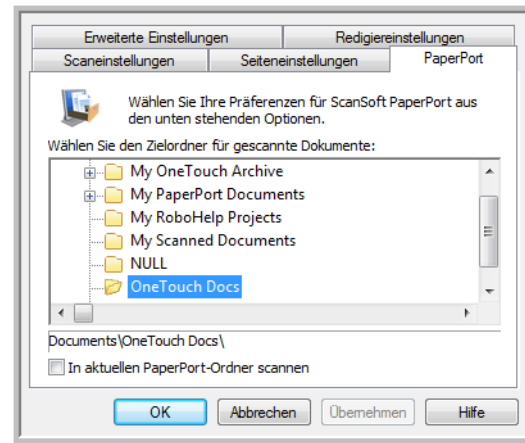 Erweiterte Einstellungen Redigiereinstellungen
Scaneinstellungen Seiteneinstellungen PaperPort
Wählen Sie Ihre Präferenzen für ScanSoft PaperPort aus
den unten stehenden Optionen.
Wählen Sie den Zielordner für gescannte Dokumente:
My OneTouch Archive
My PaperPort Documents
My RoboHelp Projects
My Scanned Documents
NULL
OneTouch Docs
Documents\OneTouch Docs\
In aktuellen PaperPort-Ordner scannen
OK Abbrechen Übernehmen Hilfe